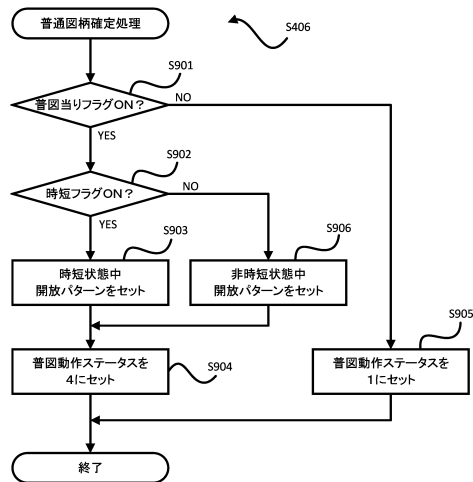 普通図柄確定処理
S406
S901
普図当りフラグON?
NO
YES
S902
時短フラグON?
NO
YES
S903
時短状態中
開放パターンをセット
S906
非時短状態中
開放パターンをセット
S904
普図動作ステータスを
4にセット
S905
普図動作ステータスを
1にセット
終了